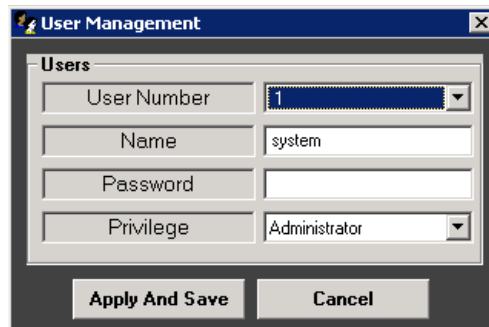 User Management
Users
User Number 1
Name system
Password
Privilege Administrator
Apply And Save Cancel